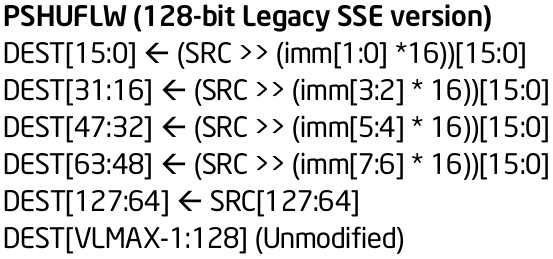 PSHUFLW (128-bit Legacy SSE version)
DEST[15:0] ← (SRC >> (imm[1:0] *16))[15:0]
DEST[31:16] ← (SRC >> (imm[3:2] * 16))[15:0]
DEST[47:32] ← (SRC >> (imm[5:4] * 16))[15:0]
DEST[63:48] ← (SRC >> (imm[7:6] * 16))[15:0]
DEST[127:64] ← SRC[127:64]
DEST[VLMAX-1:128] (Unmodified)